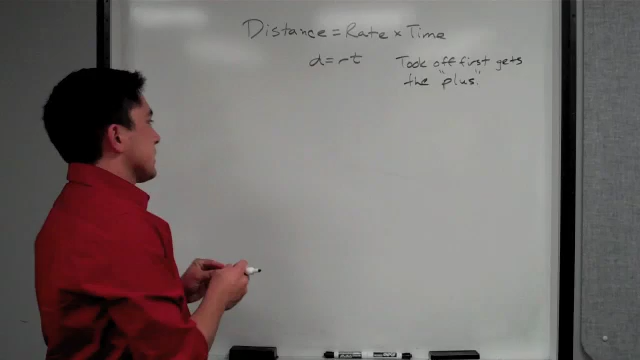 Distance = Rate × Time
d = rt
Took off first gets
the "plus."